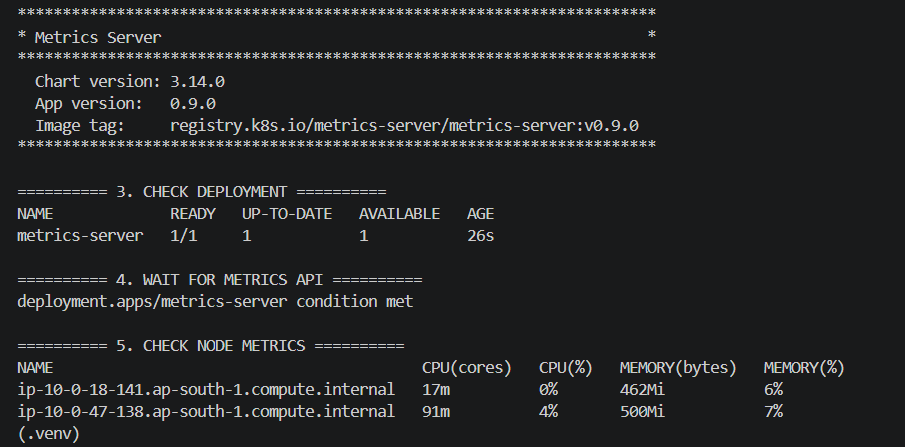 ***********************************************************************
* Metrics Server                                                      *
***********************************************************************
  Chart version: 3.14.0
  App version:   0.9.0
  Image tag:     registry.k8s.io/metrics-server/metrics-server:v0.9.0
***********************************************************************

========== 3. CHECK DEPLOYMENT ==========
NAME             READY   UP-TO-DATE   AVAILABLE   AGE
metrics-server   1/1     1            1           26s

========== 4. WAIT FOR METRICS API ==========
deployment.apps/metrics-server condition met

========== 5. CHECK NODE METRICS ==========
NAME                                         CPU(cores)   CPU(%)   MEMORY(bytes)   MEMORY(%)
ip-10-0-18-141.ap-south-1.compute.internal   17m          0%       462Mi           6%
ip-10-0-47-138.ap-south-1.compute.internal   91m          4%       500Mi           7%
(.venv)